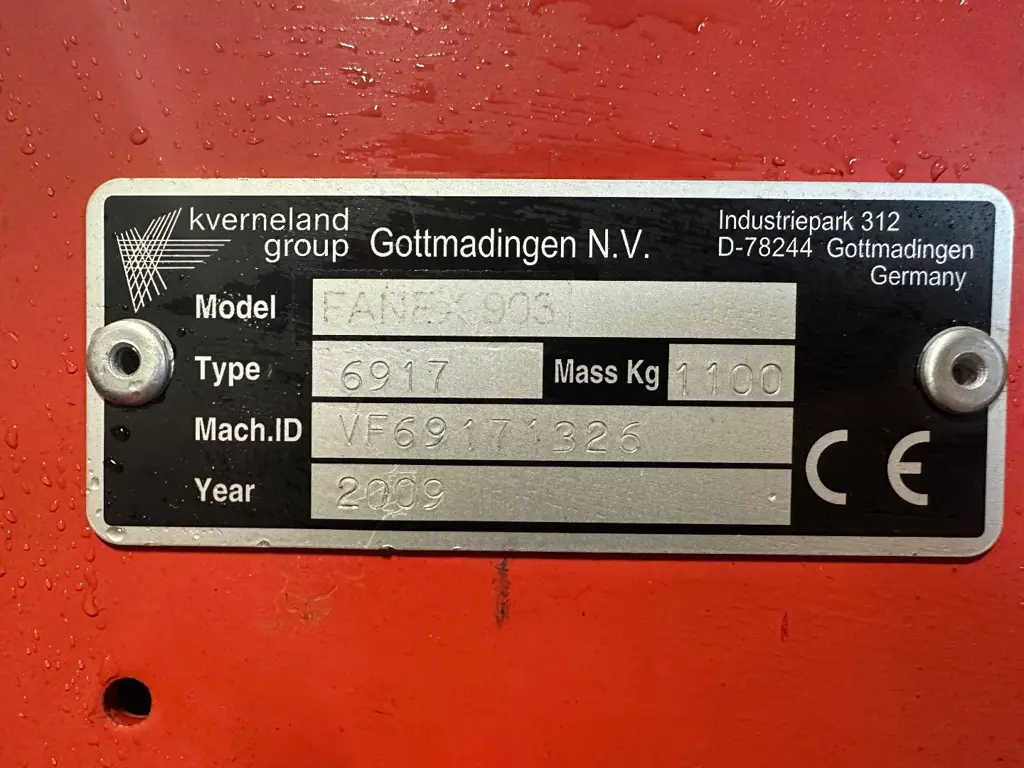 kverneland
group Gottmadingen N.V.
Industriepark 312
D-78244 Gottmadingen
Germany
Model FANEX 903
Type 6917 Mass Kg 1100
Mach.ID VF69171326
Year 2009
CE